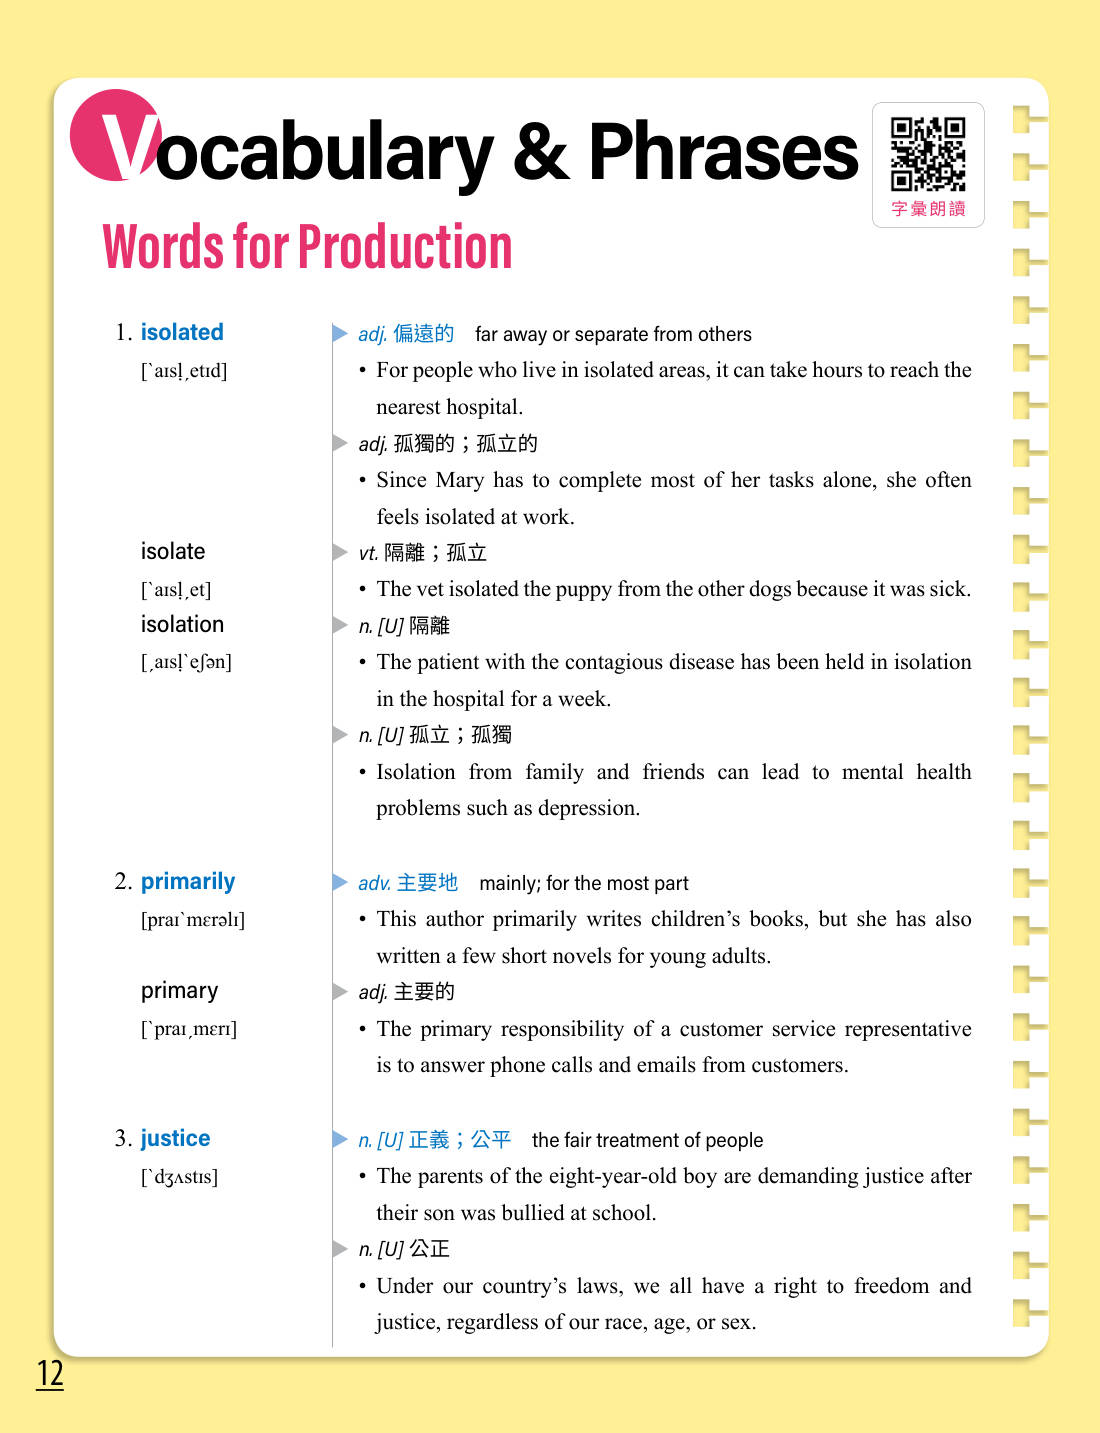 Vocabulary & Phrases
字彙朗讀
Words for Production
1. isolated
[ˋaɪsḷˏetɪd]
adj. 偏遠的 far away or separate from others
• For people who live in isolated areas, it can take hours to reach the
nearest hospital.
adj. 孤獨的；孤立的
• Since Mary has to complete most of her tasks alone, she often
feels isolated at work.
isolate
[ˋaɪsḷˏet]
vt. 隔離；孤立
• The vet isolated the puppy from the other dogs because it was sick.
isolation
[ˏaɪsḷˋeʃən]
n. [U] 隔離
• The patient with the contagious disease has been held in isolation
in the hospital for a week.
n. [U] 孤立；孤獨
• Isolation from family and friends can lead to mental health
problems such as depression.
2. primarily
[praɪˋmɛrəlɪ]
adv. 主要地 mainly; for the most part
• This author primarily writes children’s books, but she has also
written a few short novels for young adults.
primary
[ˋpraɪˏmɛrɪ]
adj. 主要的
• The primary responsibility of a customer service representative
is to answer phone calls and emails from customers.
3. justice
[ˋdʒʌstɪs]
n. [U] 正義；公平 the fair treatment of people
• The parents of the eight-year-old boy are demanding justice after
their son was bullied at school.
n. [U] 公正
• Under our country’s laws, we all have a right to freedom and
justice, regardless of our race, age, or sex.
12